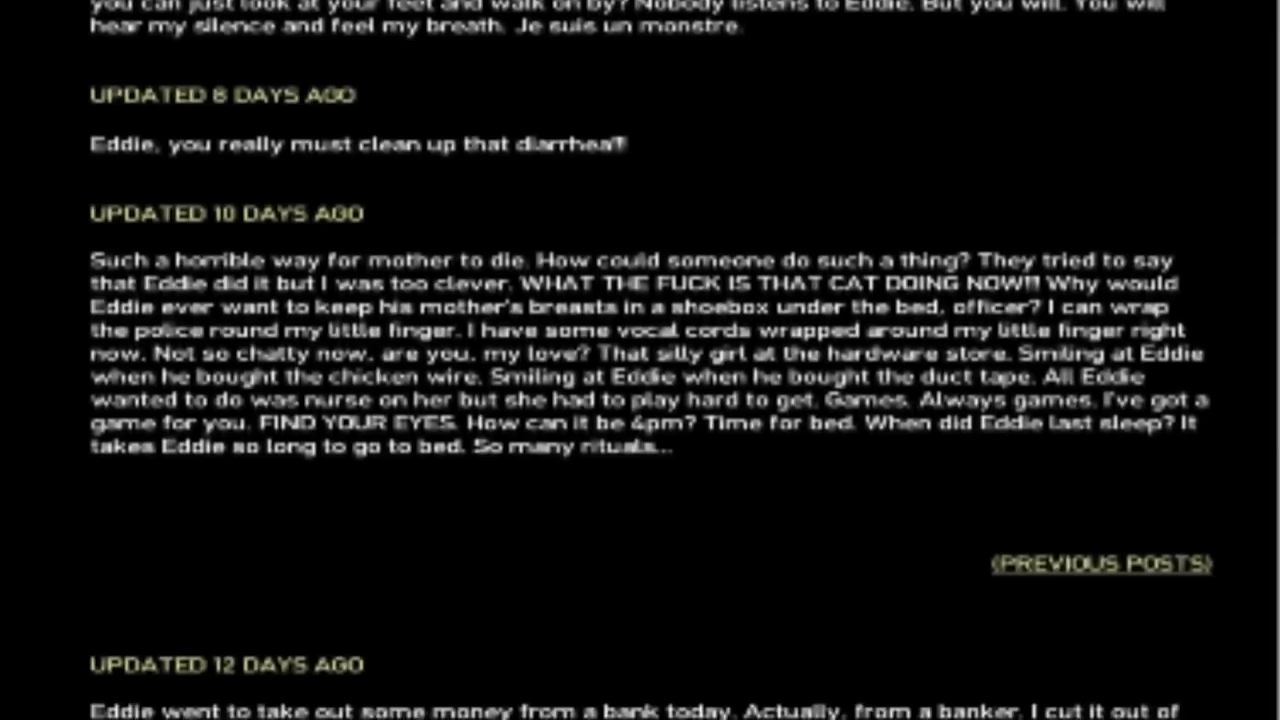 you can just look at your feet and walk on by? Nobody listens to Eddie. But you will. You will
hear my silence and feel my breath. Je suis un monstre.
UPDATED 8 DAYS AGO
Eddie, you really must clean up that diarrhea!!
UPDATED 10 DAYS AGO
Such a horrible way for mother to die. How could someone do such a thing? They tried to say
that Eddie did it but I was too clever. WHAT THE FUCK IS THAT CAT DOING NOW!! Why would
Eddie ever want to keep his mother's breasts in a shoebox under the bed, officer? I can wrap
the police round my little finger. I have some vocal cords wrapped around my little finger right
now. Not so chatty now, are you, my love? That silly girl at the hardware store. Smiling at Eddie
when he bought the chicken wire. Smiling at Eddie when he bought the duct tape. All Eddie
wanted to do was nurse on her but she had to play hard to get. Games. Always games. I've got a
game for you. FIND YOUR EYES. How can it be 4pm? Time for bed. When did Eddie last sleep? It
takes Eddie so long to go to bed. So many rituals...
(PREVIOUS POSTS)
UPDATED 12 DAYS AGO
Eddie went to take out some money from a bank today. Actually, from a banker. I cut it out of